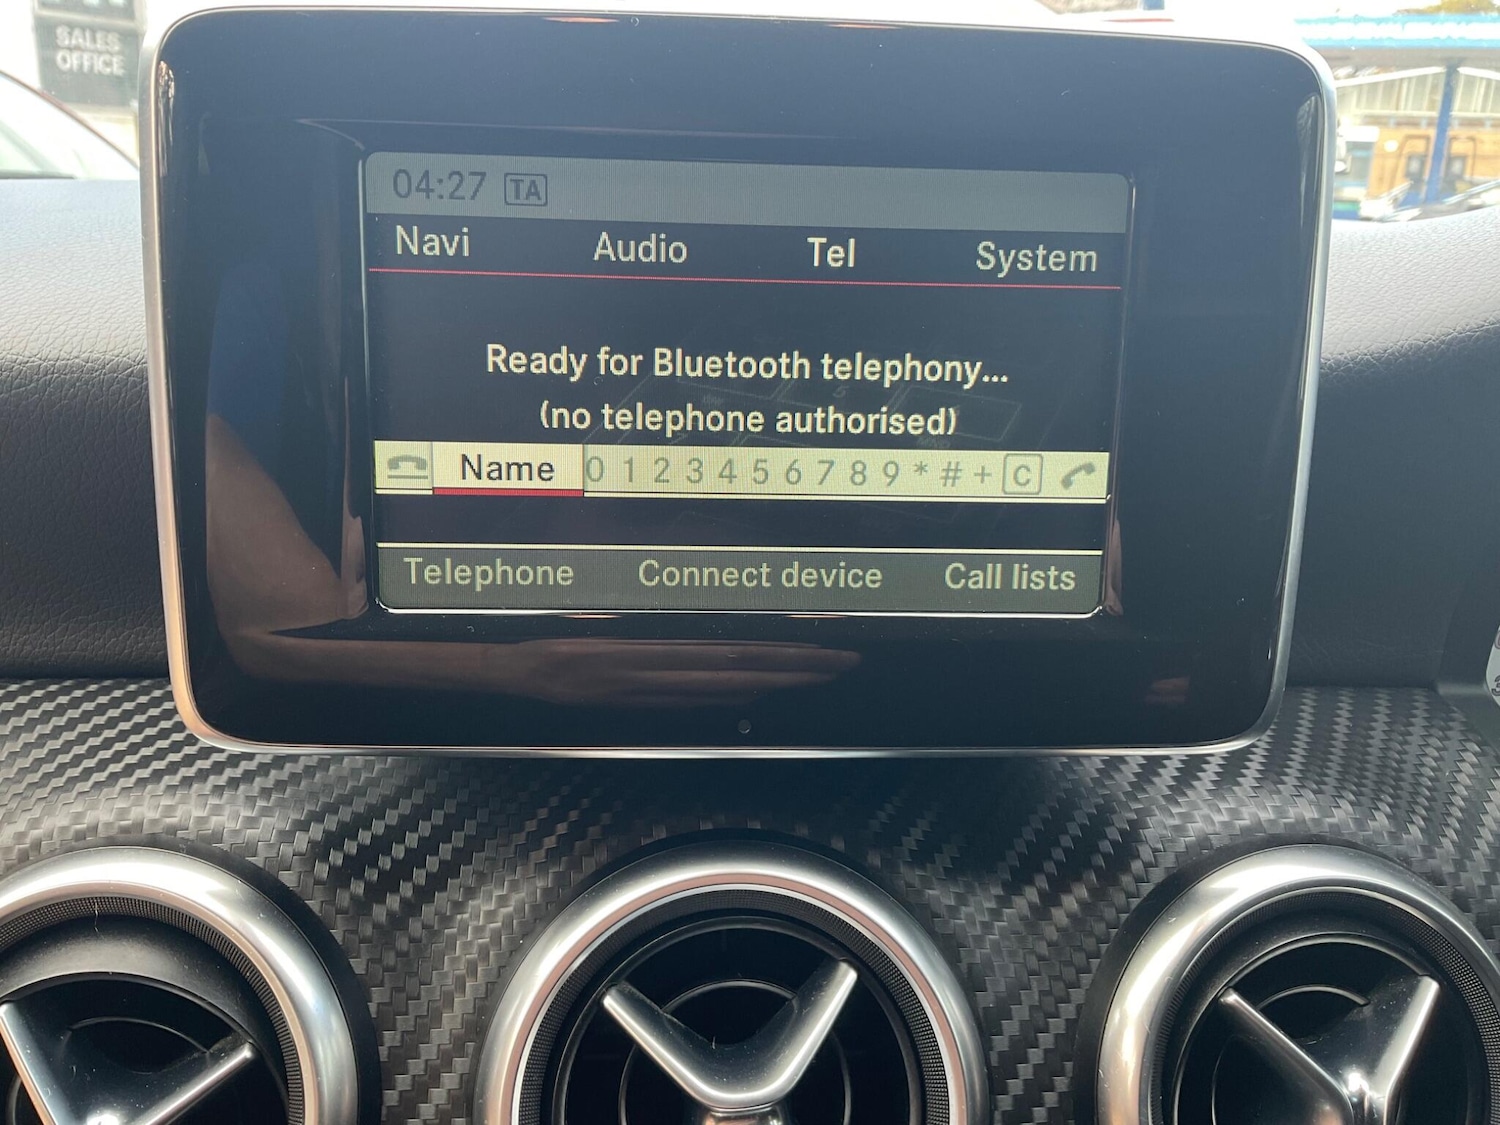 SALES
OFFICE
04:27 TA
Navi Audio Tel System
Ready for Bluetooth telephony...
(no telephone authorised)
Name 0 1 2 3 4 5 6 7 8 9 * # + C
Telephone Connect device Call lists